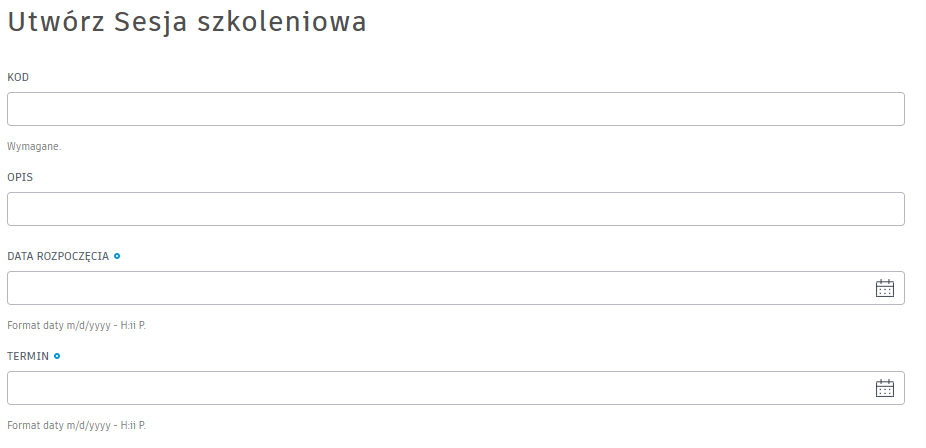 Utwórz Sesja szkoleniowa
KOD
Wymagane.
OPIS
DATA ROZPOCZĘCIA
Format daty m/d/yyyy - H:ii P.
TERMIN
Format daty m/d/yyyy - H:ii P.